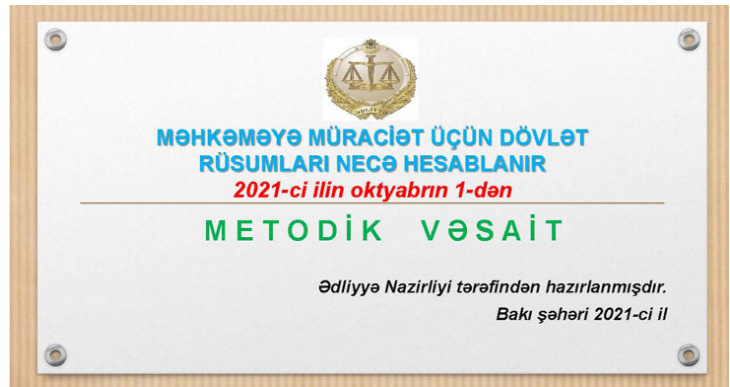 MƏHKƏMƏYƏ MÜRACİƏT ÜÇÜN DÖVLƏT
RÜSUMLARI NECƏ HESABLANIR
2021-ci ilin oktyabrın 1-dən
METODİK VƏSAİT
Ədliyyə Nazirliyi tərəfindən hazırlanmışdır.
Bakı şəhəri 2021-ci il